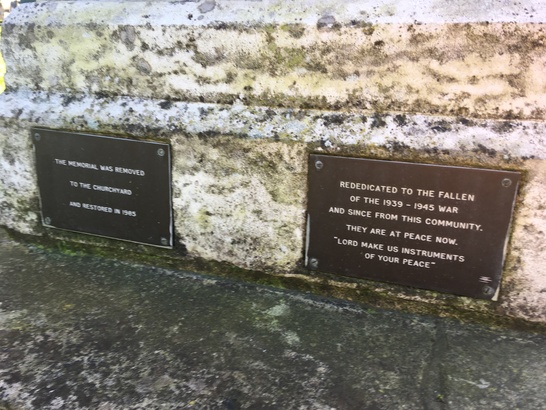 THE MEMORIAL WAS REMOVED
TO THE CHURCHYARD
AND RESTORED IN 1985
REDEDICATED TO THE FALLEN
OF THE 1939 - 1945 WAR
AND SINCE FROM THIS COMMUNITY.
THEY ARE AT PEACE NOW.
"LORD MAKE US INSTRUMENTS
OF YOUR PEACE"